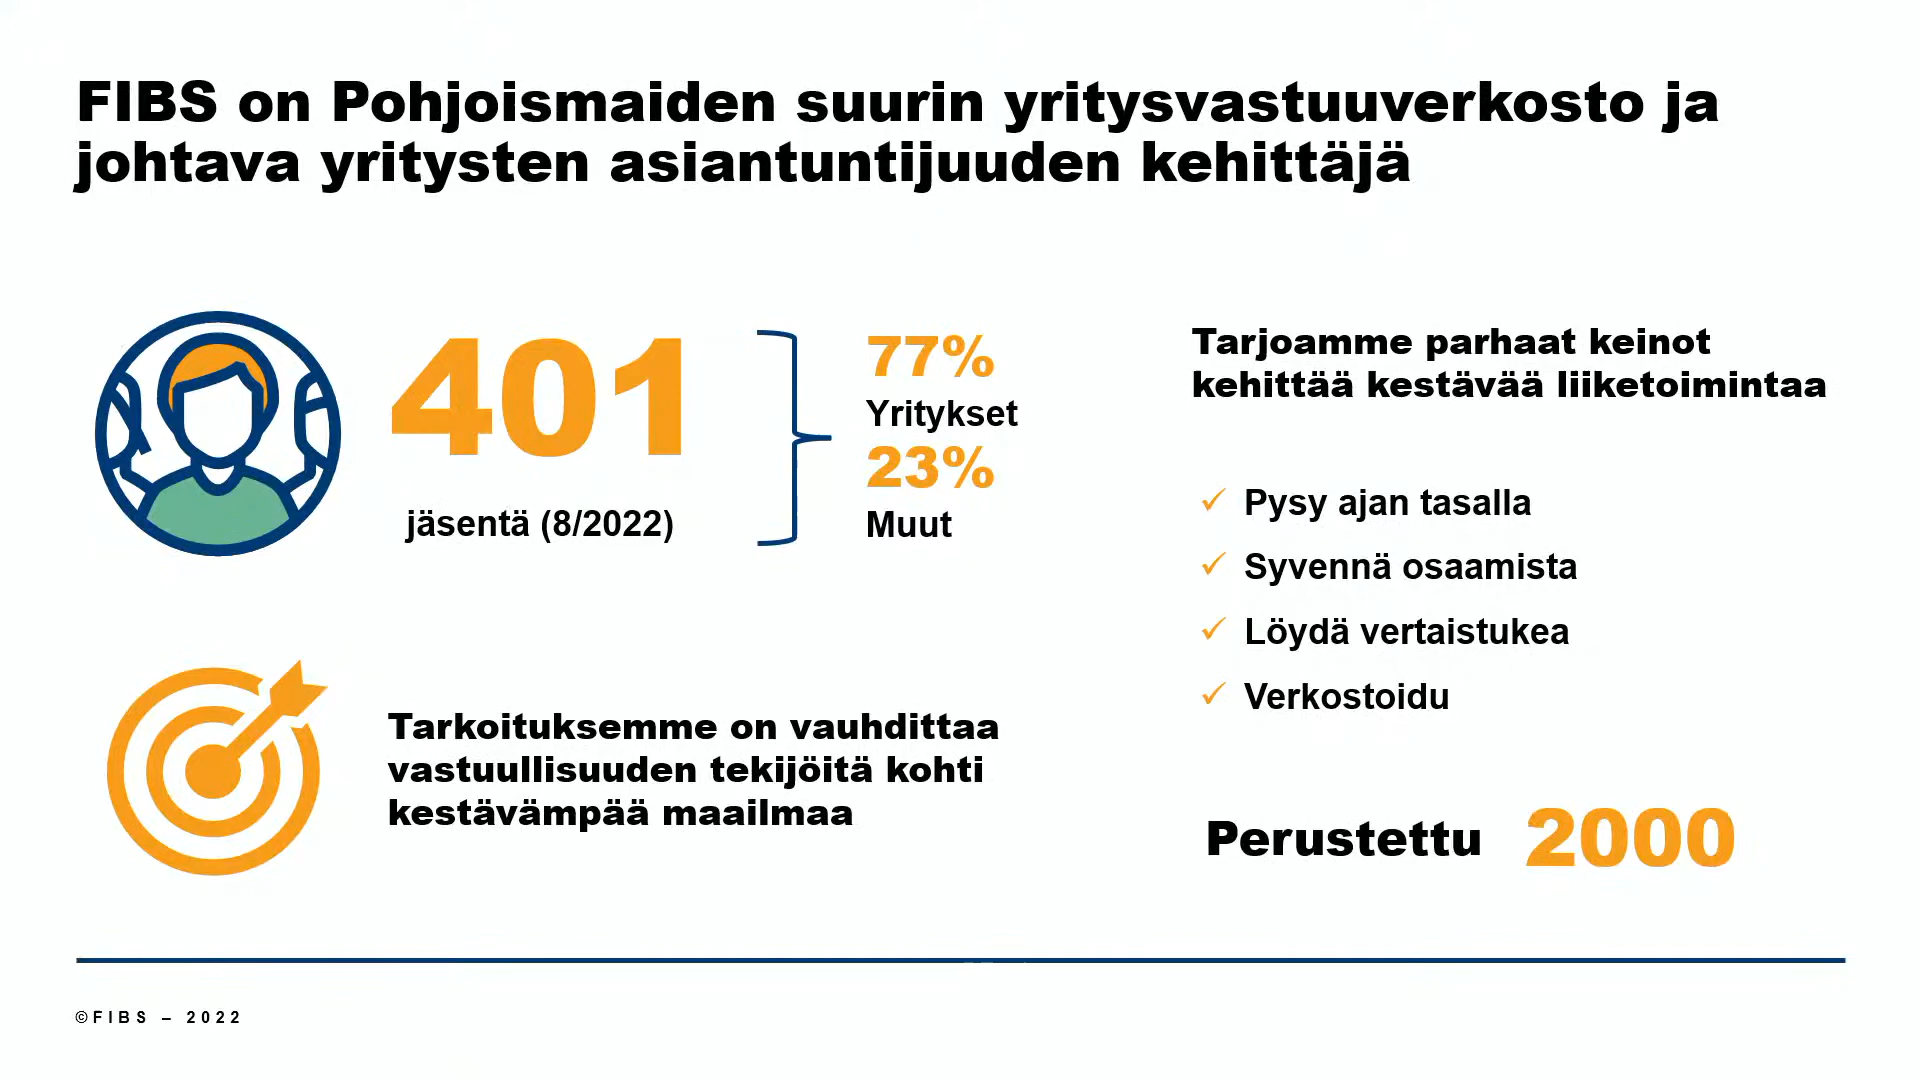 FIBS on Pohjoismaiden suurin yritysvastuuverkosto ja
johtava yritysten asiantuntijuuden kehittäjä
401
jäsentä (8/2022)
77%
Yritykset
23%
Muut
Tarkoituksemme on vauhdittaa
vastuullisuuden tekijöitä kohti
kestävämpää maailmaa
Tarjoamme parhaat keinot
kehittää kestävää liiketoimintaa
✓ Pysy ajan tasalla
✓ Syvennä osaamista
✓ Löydä vertaistukea
✓ Verkostoidu
Perustettu 2000
©FIBS – 2022